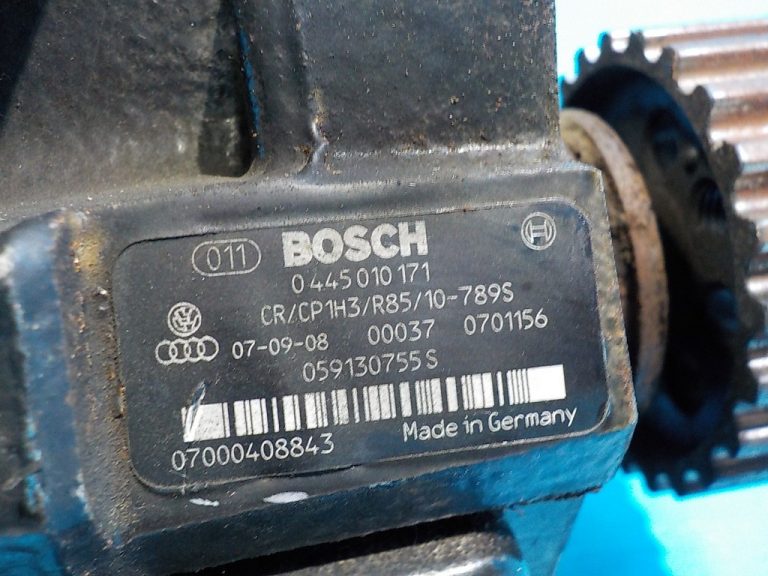 011 BOSCH
0 445 010 171
CR/CP1H3/R85/10-789S
07-09-08 00037 0701156
059130755 S
Made in Germany
07000408843